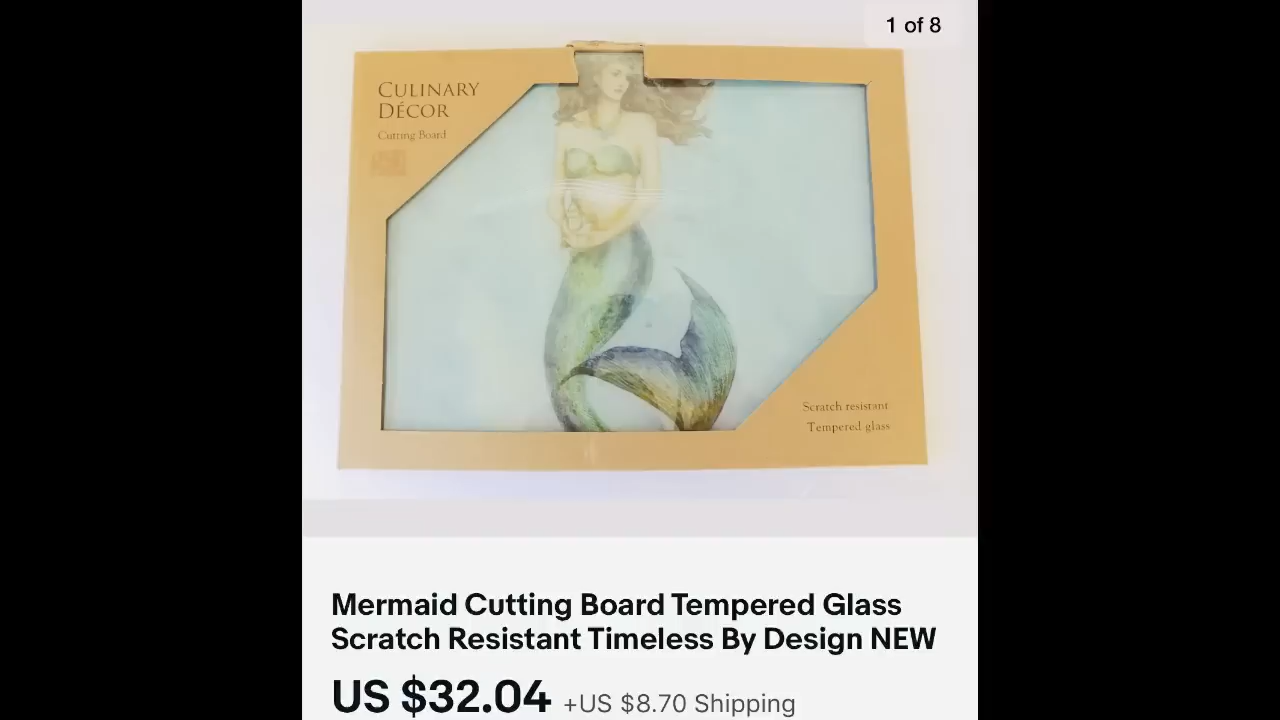 1 of 8
CULINARY
DÉCOR
Cutting Board
Scratch resistant
Tempered glass
Mermaid Cutting Board Tempered Glass
Scratch Resistant Timeless By Design NEW
US $32.04 +US $8.70 Shipping